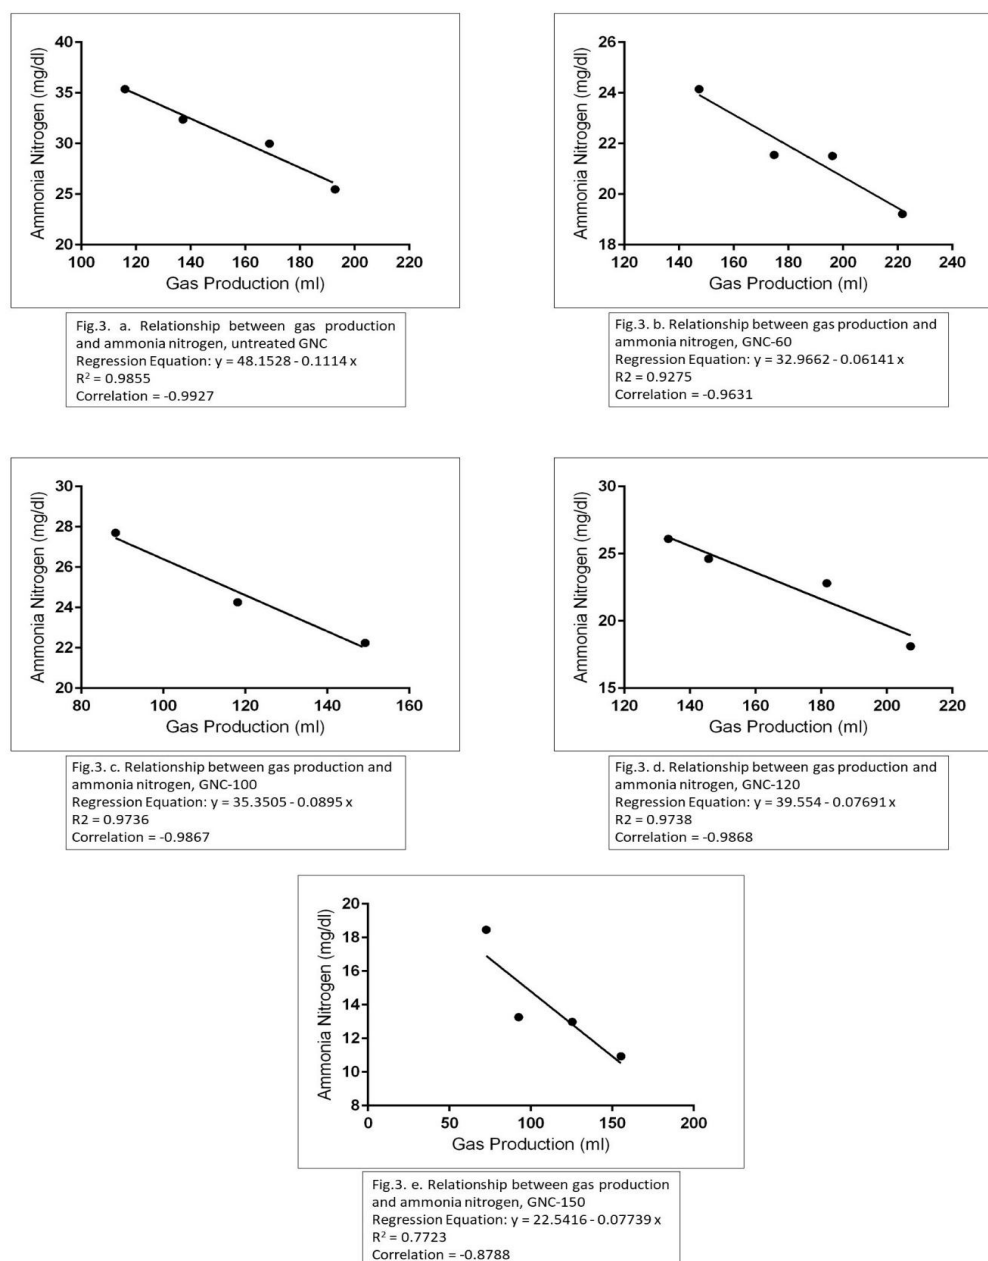 Ammonia Nitrogen (mg/dl)
40
35
30
25
20
100 120 140 160 180 200 220
Gas Production (ml)
Fig.3. a. Relationship between gas production
and ammonia nitrogen, untreated GNC
Regression Equation: y = 48.1528 - 0.1114 x
R² = 0.9855
Correlation = -0.9927
Ammonia Nitrogen (mg/dl)
26
24
22
20
18
120 140 160 180 200 220 240
Gas Production (ml)
Fig.3. b. Relationship between gas production and
ammonia nitrogen, GNC-60
Regression Equation: y = 32.9662 - 0.06141 x
R2 = 0.9275
Correlation = -0.9631
Ammonia Nitrogen (mg/dl)
30
28
26
24
22
20
80 100 120 140 160
Gas Production (ml)
Fig.3. c. Relationship between gas production and
ammonia nitrogen, GNC-100
Regression Equation: y = 35.3505 - 0.0895 x
R2 = 0.9736
Correlation = -0.9867
Ammonia Nitrogen (mg/dl)
30
25
20
15
120 140 160 180 200 220
Gas Production (ml)
Fig.3. d. Relationship between gas production and
ammonia nitrogen, GNC-120
Regression Equation: y = 39.554 - 0.07691 x
R2 = 0.9738
Correlation = -0.9868
Ammonia Nitrogen (mg/dl)
20
18
16
14
12
10
8
0 50 100 150 200
Gas Production (ml)
Fig.3. e. Relationship between gas production
and ammonia nitrogen, GNC-150
Regression Equation: y = 22.5416 - 0.07739 x
R² = 0.7723
Correlation = -0.8788